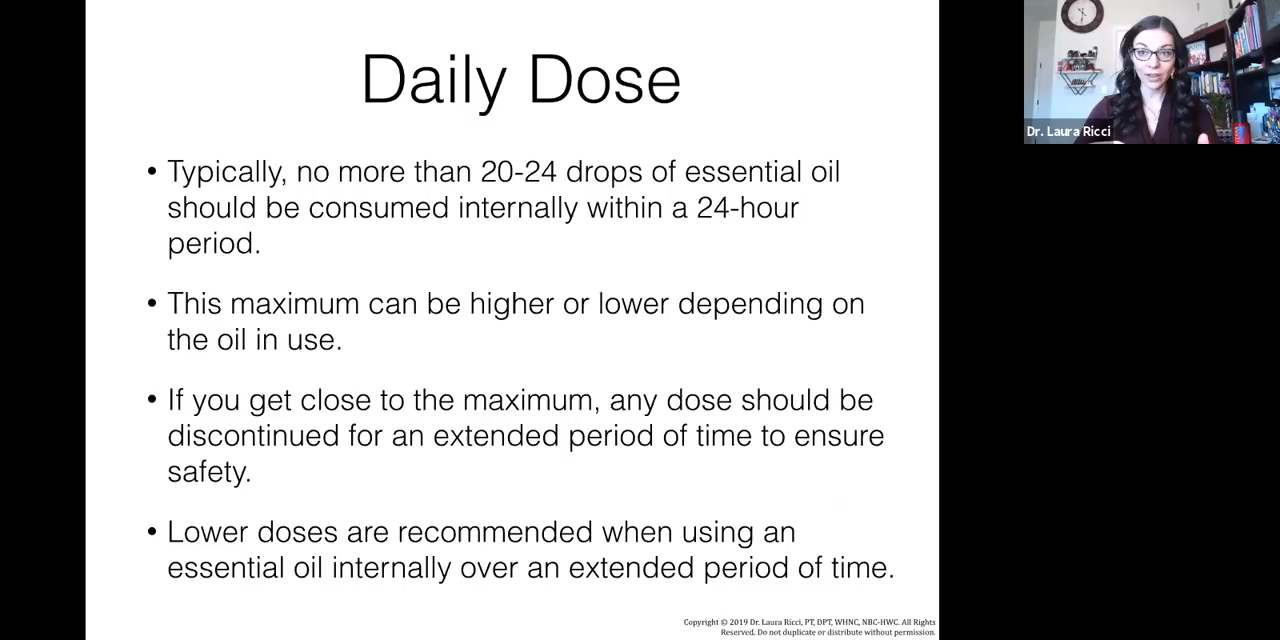 Daily Dose
• Typically, no more than 20-24 drops of essential oil
should be consumed internally within a 24-hour
period.
• This maximum can be higher or lower depending on
the oil in use.
• If you get close to the maximum, any dose should be
discontinued for an extended period of time to ensure
safety.
• Lower doses are recommended when using an
essential oil internally over an extended period of time.
Copyright © 2019 Dr. Laura Ricci, PT, DPT, WHNC, NBC-HWC. All Rights
Reserved. Do not duplicate or distribute without permission.
Dr. Laura Ricci